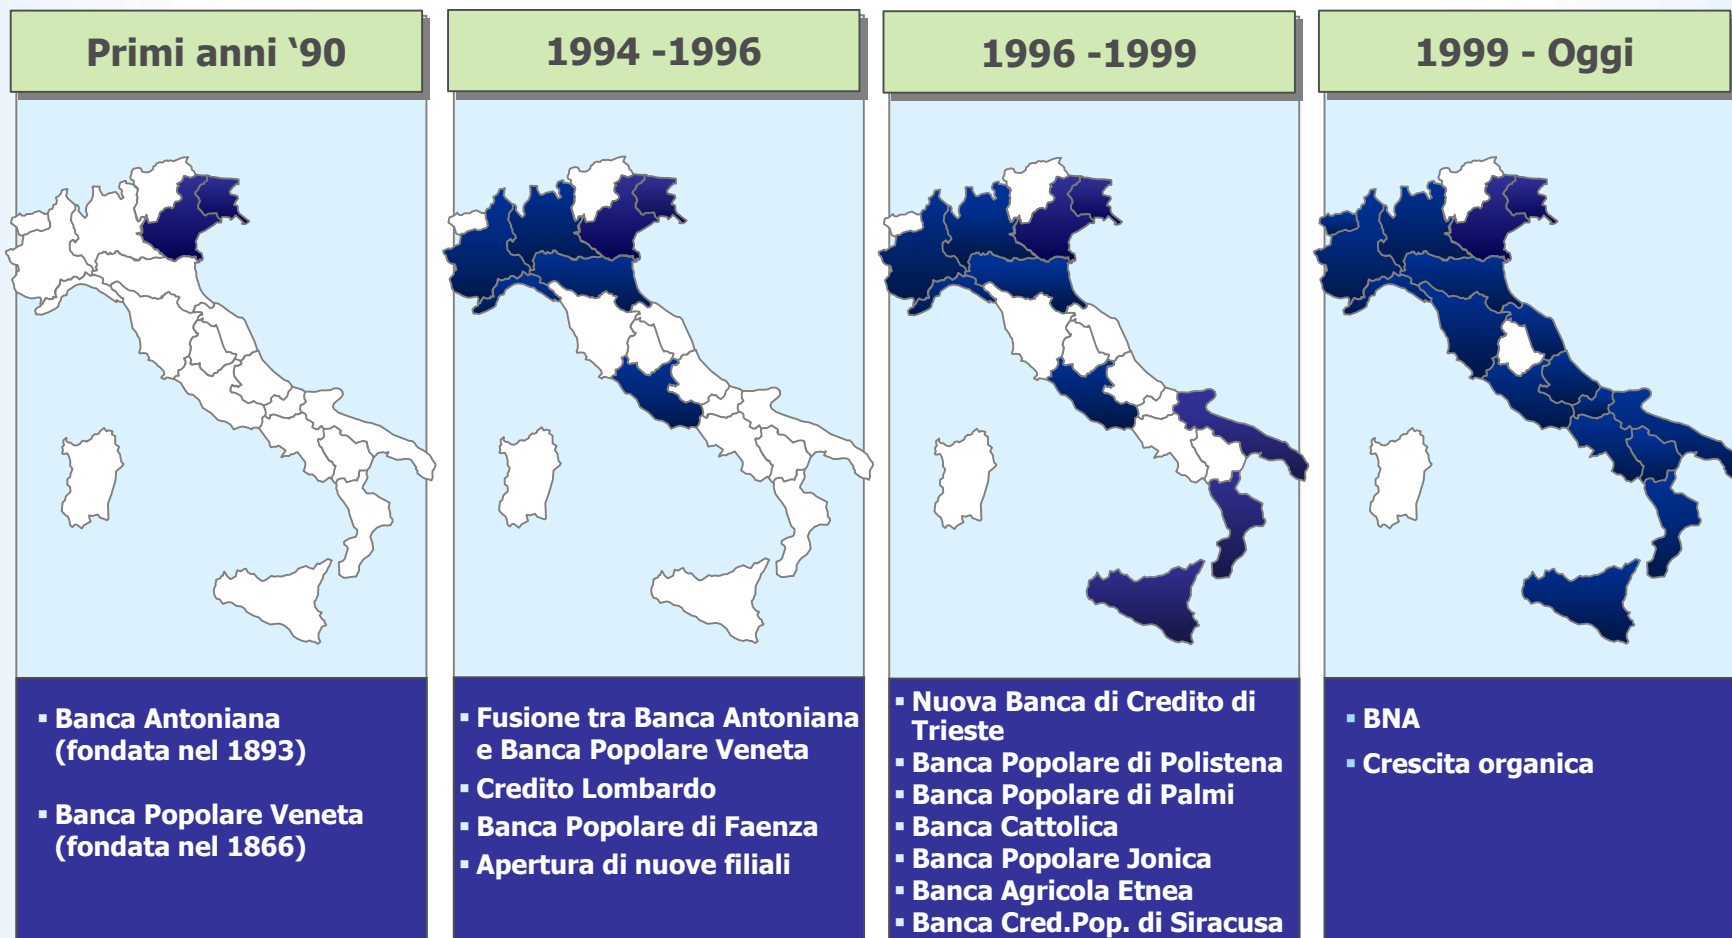 Primi anni ‘90
1994 -1996
1996 -1999
1999 - Oggi
▪ Banca Antoniana
(fondata nel 1893)
▪ Banca Popolare Veneta
(fondata nel 1866)
▪ Fusione tra Banca Antoniana
e Banca Popolare Veneta
▪ Credito Lombardo
▪ Banca Popolare di Faenza
▪ Apertura di nuove filiali
▪ Nuova Banca di Credito di
Trieste
▪ Banca Popolare di Polistena
▪ Banca Popolare di Palmi
▪ Banca Cattolica
▪ Banca Popolare Jonica
▪ Banca Agricola Etnea
▪ Banca Cred.Pop. di Siracusa
▪ BNA
▪ Crescita organica